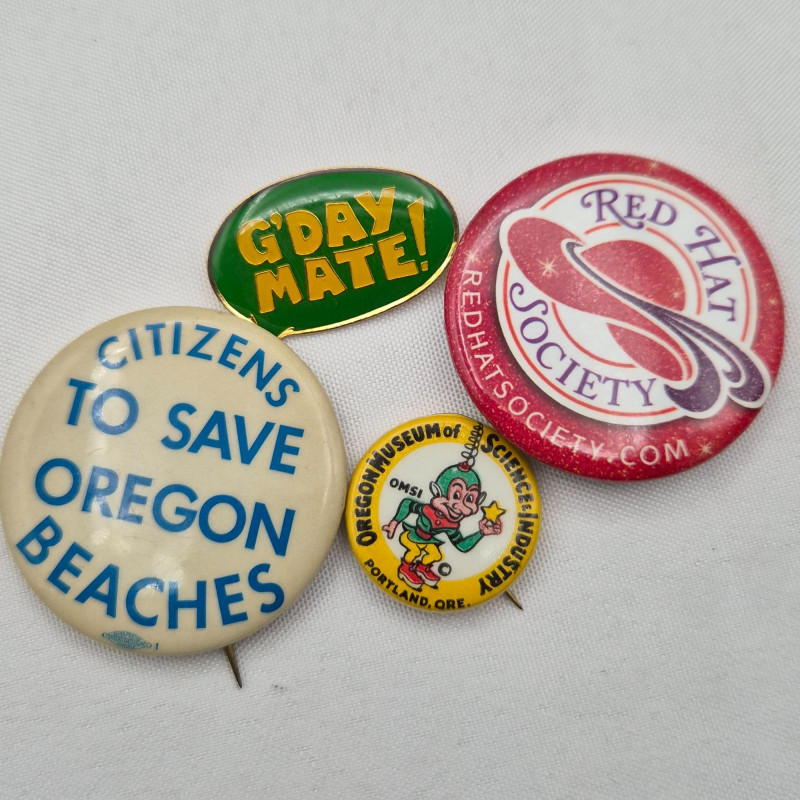 G'DAY
MATE!
RED HAT
SOCIETY
REDHATSOCIETY.COM
CITIZENS
TO SAVE
OREGON
BEACHES
OREGON MUSEUM of SCIENCE & INDUSTRY
OMSI
PORTLAND, ORE.